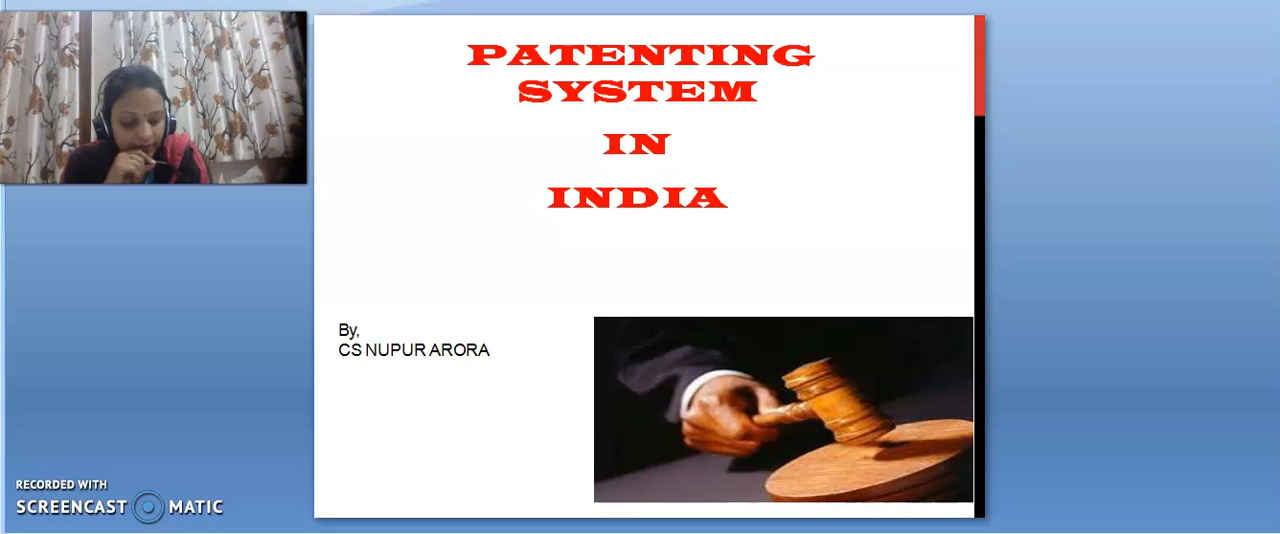 PATENTING
SYSTEM
IN
INDIA
By,
CS NUPUR ARORA
RECORDED WITH
SCREENCAST MATIC